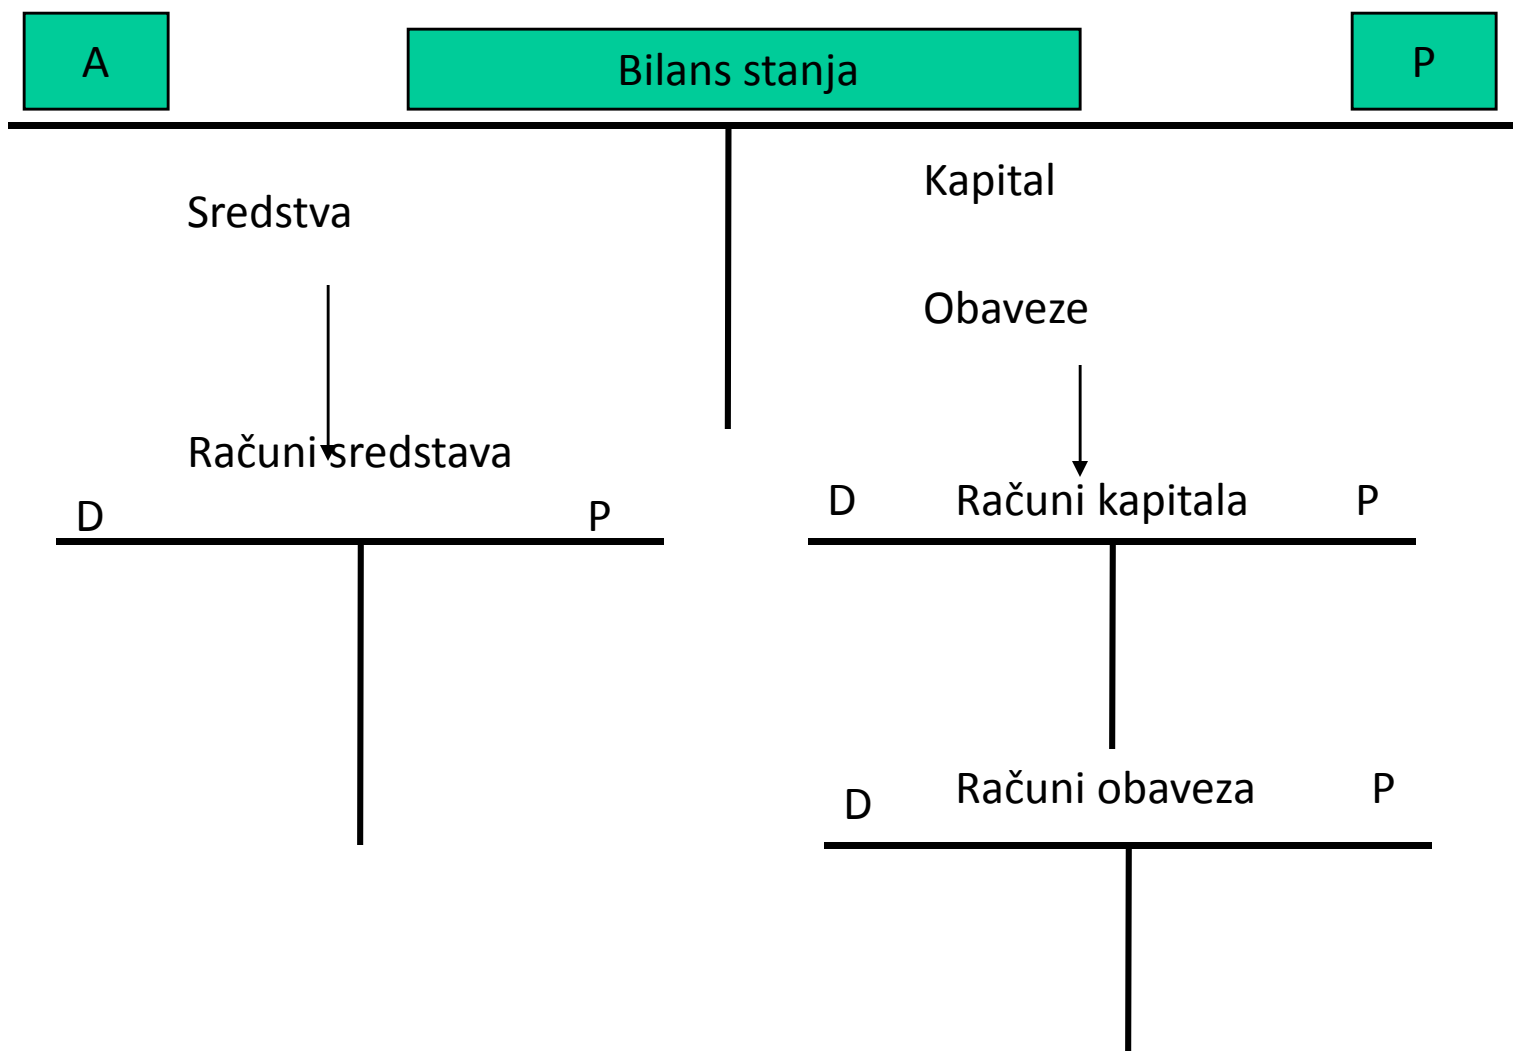 A
Bilans stanja
P
Sredstva
Kapital
Obaveze
Računi sredstava
D
P
D
Računi kapitala
P
D
Računi obaveza
P